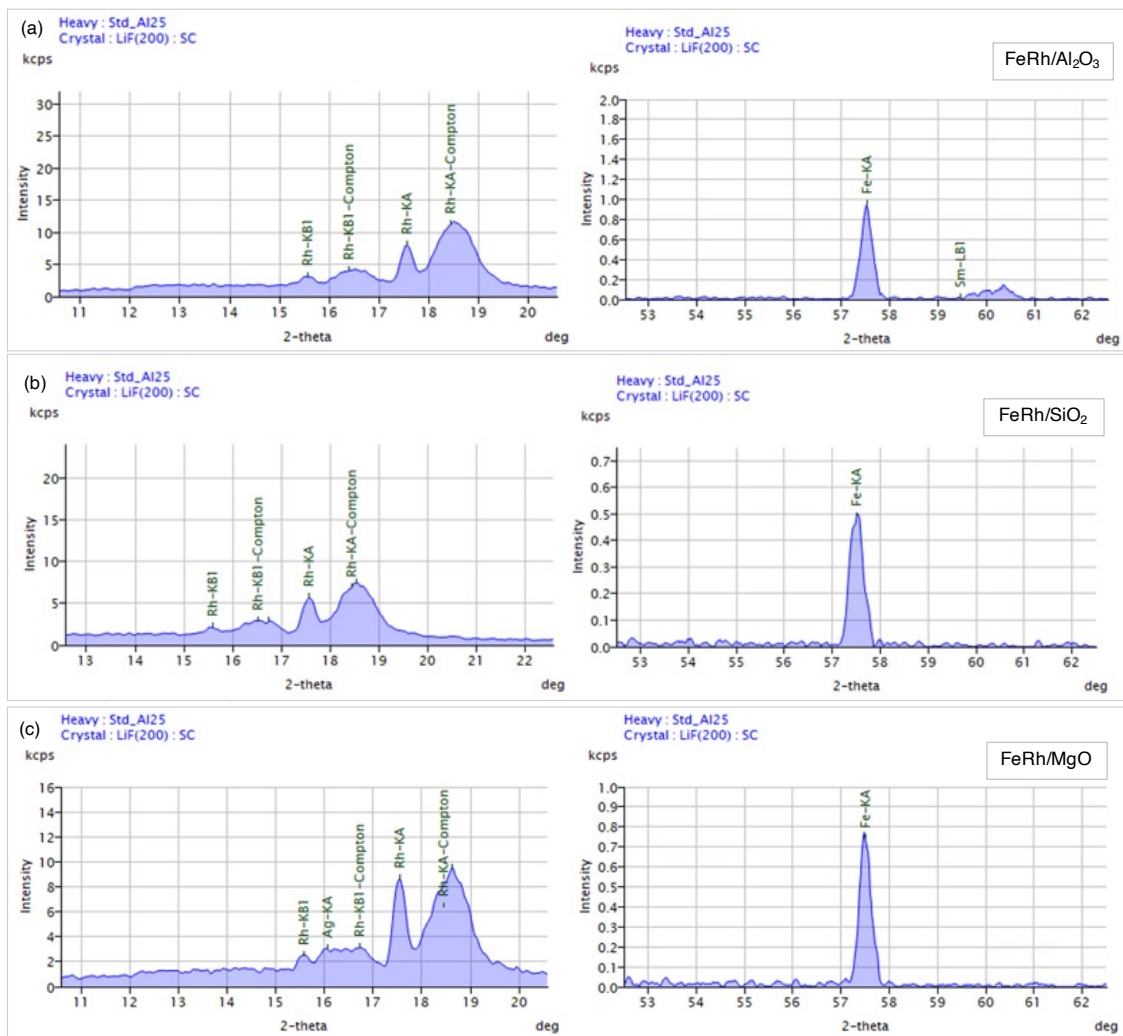 (a)
Heavy : Std_Al25
Crystal : LiF(200) : SC
kcps
Intensity
30
25
20
15
10
5
0
Rh-KB1
Rh-KB1-Compton
Rh-KA
Rh-KA-Compton
11 12 13 14 15 16 17 18 19 20
2-theta deg
Heavy : Std_Al25
Crystal : LiF(200) : SC
kcps
FeRh/Al₂O₃
Intensity
2.0
1.8
1.6
1.4
1.2
1.0
0.8
0.6
0.4
0.2
0.0
Fe-KA
Sm-LB1
53 54 55 56 57 58 59 60 61 62
2-theta deg
(b)
Heavy : Std_Al25
Crystal : LiF(200) : SC
kcps
Intensity
20
15
10
5
0
Rh-KB1
Rh-KB1-Compton
Rh-KA
Rh-KA-Compton
13 14 15 16 17 18 19 20 21 22
2-theta deg
Heavy : Std_Al25
Crystal : LiF(200) : SC
kcps
FeRh/SiO₂
Intensity
0.7
0.6
0.5
0.4
0.3
0.2
0.1
0.0
Fe-KA
53 54 55 56 57 58 59 60 61 62
2-theta deg
(c)
Heavy : Std_Al25
Crystal : LiF(200) : SC
kcps
Intensity
16
14
12
10
8
6
4
2
0
Rh-KB1
Ag-KA
Rh-KB1-Compton
Rh-KA
Rh-KA-Compton
11 12 13 14 15 16 17 18 19 20
2-theta deg
Heavy : Std_Al25
Crystal : LiF(200) : SC
kcps
FeRh/MgO
Intensity
1.0
0.9
0.8
0.7
0.6
0.5
0.4
0.3
0.2
0.1
0.0
Fe-KA
53 54 55 56 57 58 59 60 61 62
2-theta deg